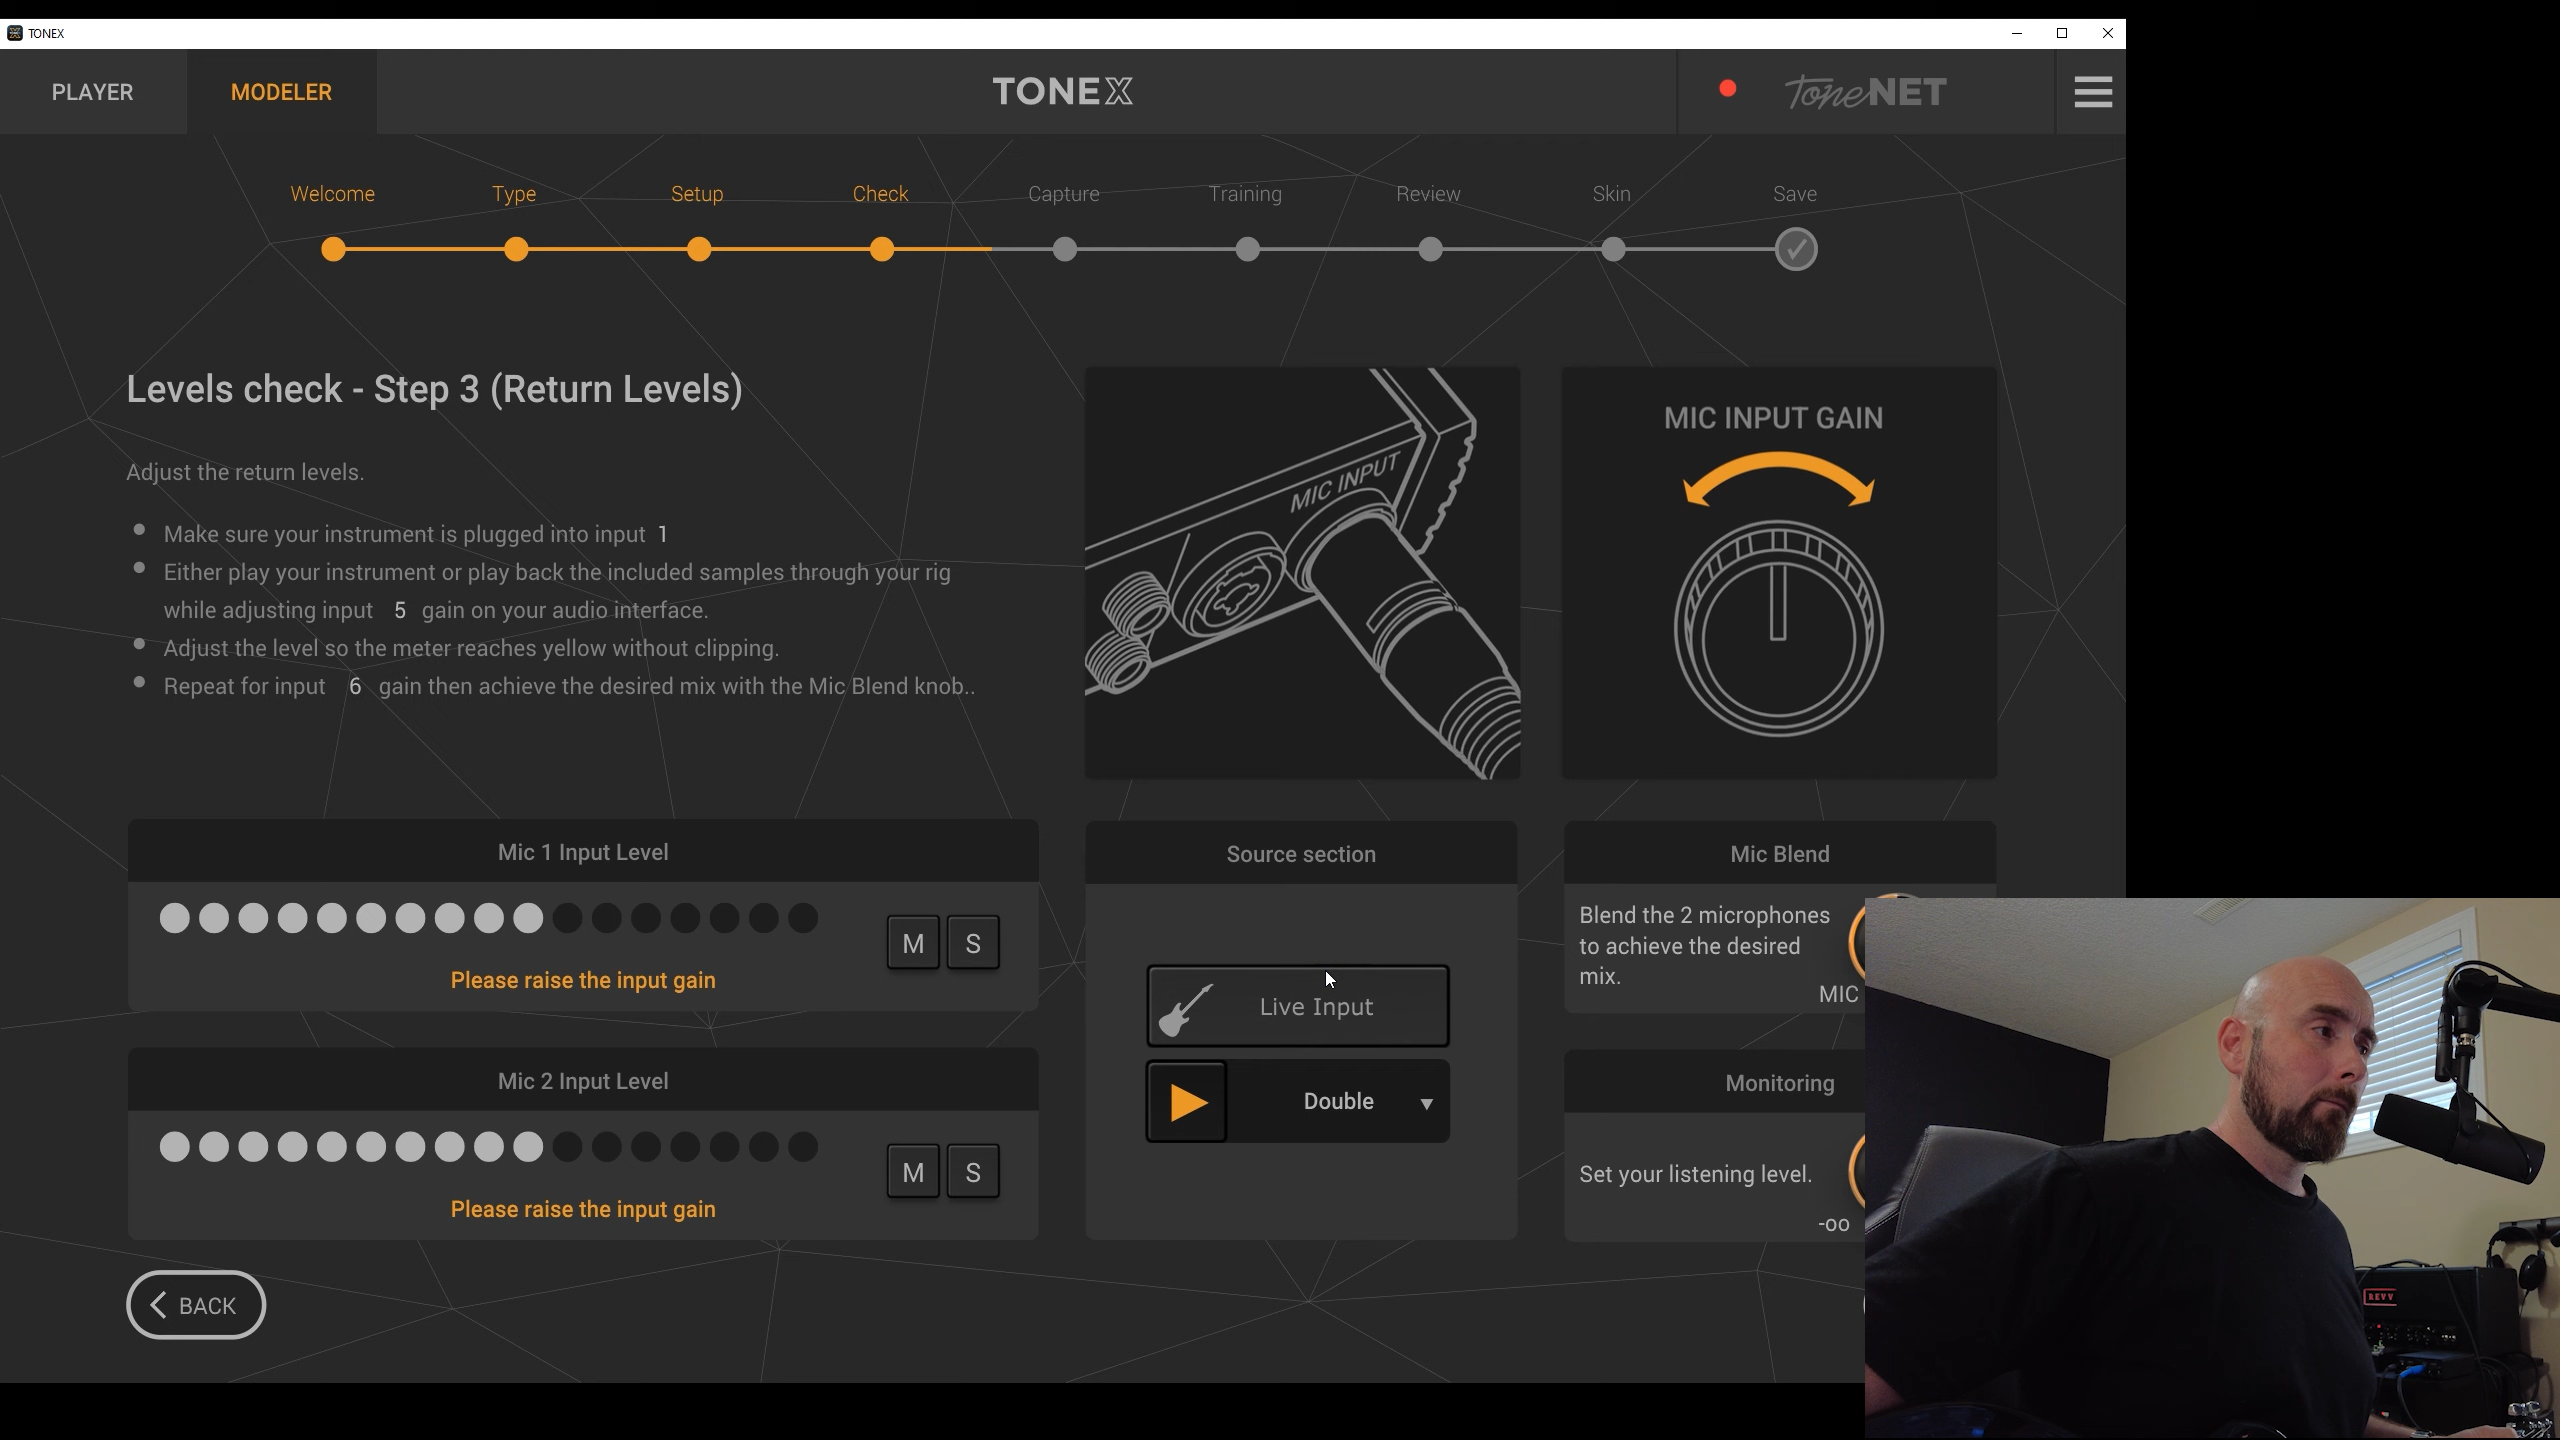 TONEX
PLAYER
MODELER
TONEX
ToneNET
Welcome
Type
Setup
Check
Capture
Training
Review
Skin
Save
Levels check - Step 3 (Return Levels)
Adjust the return levels.
Make sure your instrument is plugged into input 1
Either play your instrument or play back the included samples through your rig
while adjusting input 5 gain on your audio interface.
Adjust the level so the meter reaches yellow without clipping.
Repeat for input 6 gain then achieve the desired mix with the Mic Blend knob..
MIC INPUT
MIC INPUT GAIN
Mic 1 Input Level
M S
Please raise the input gain
Mic 2 Input Level
M S
Please raise the input gain
Source section
Live Input
Double
Mic Blend
Blend the 2 microphones
to achieve the desired
mix.
MIC
Monitoring
Set your listening level.
-oo
BACK
REVV